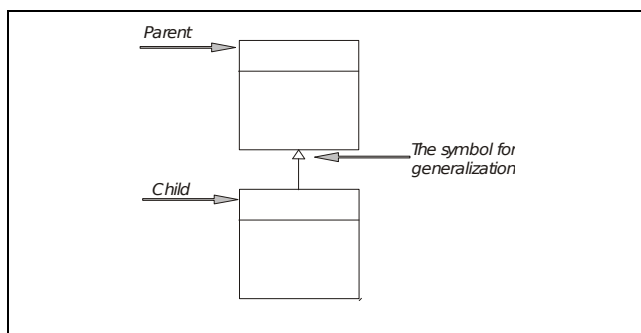 Parent
The symbol for
generalization
Child